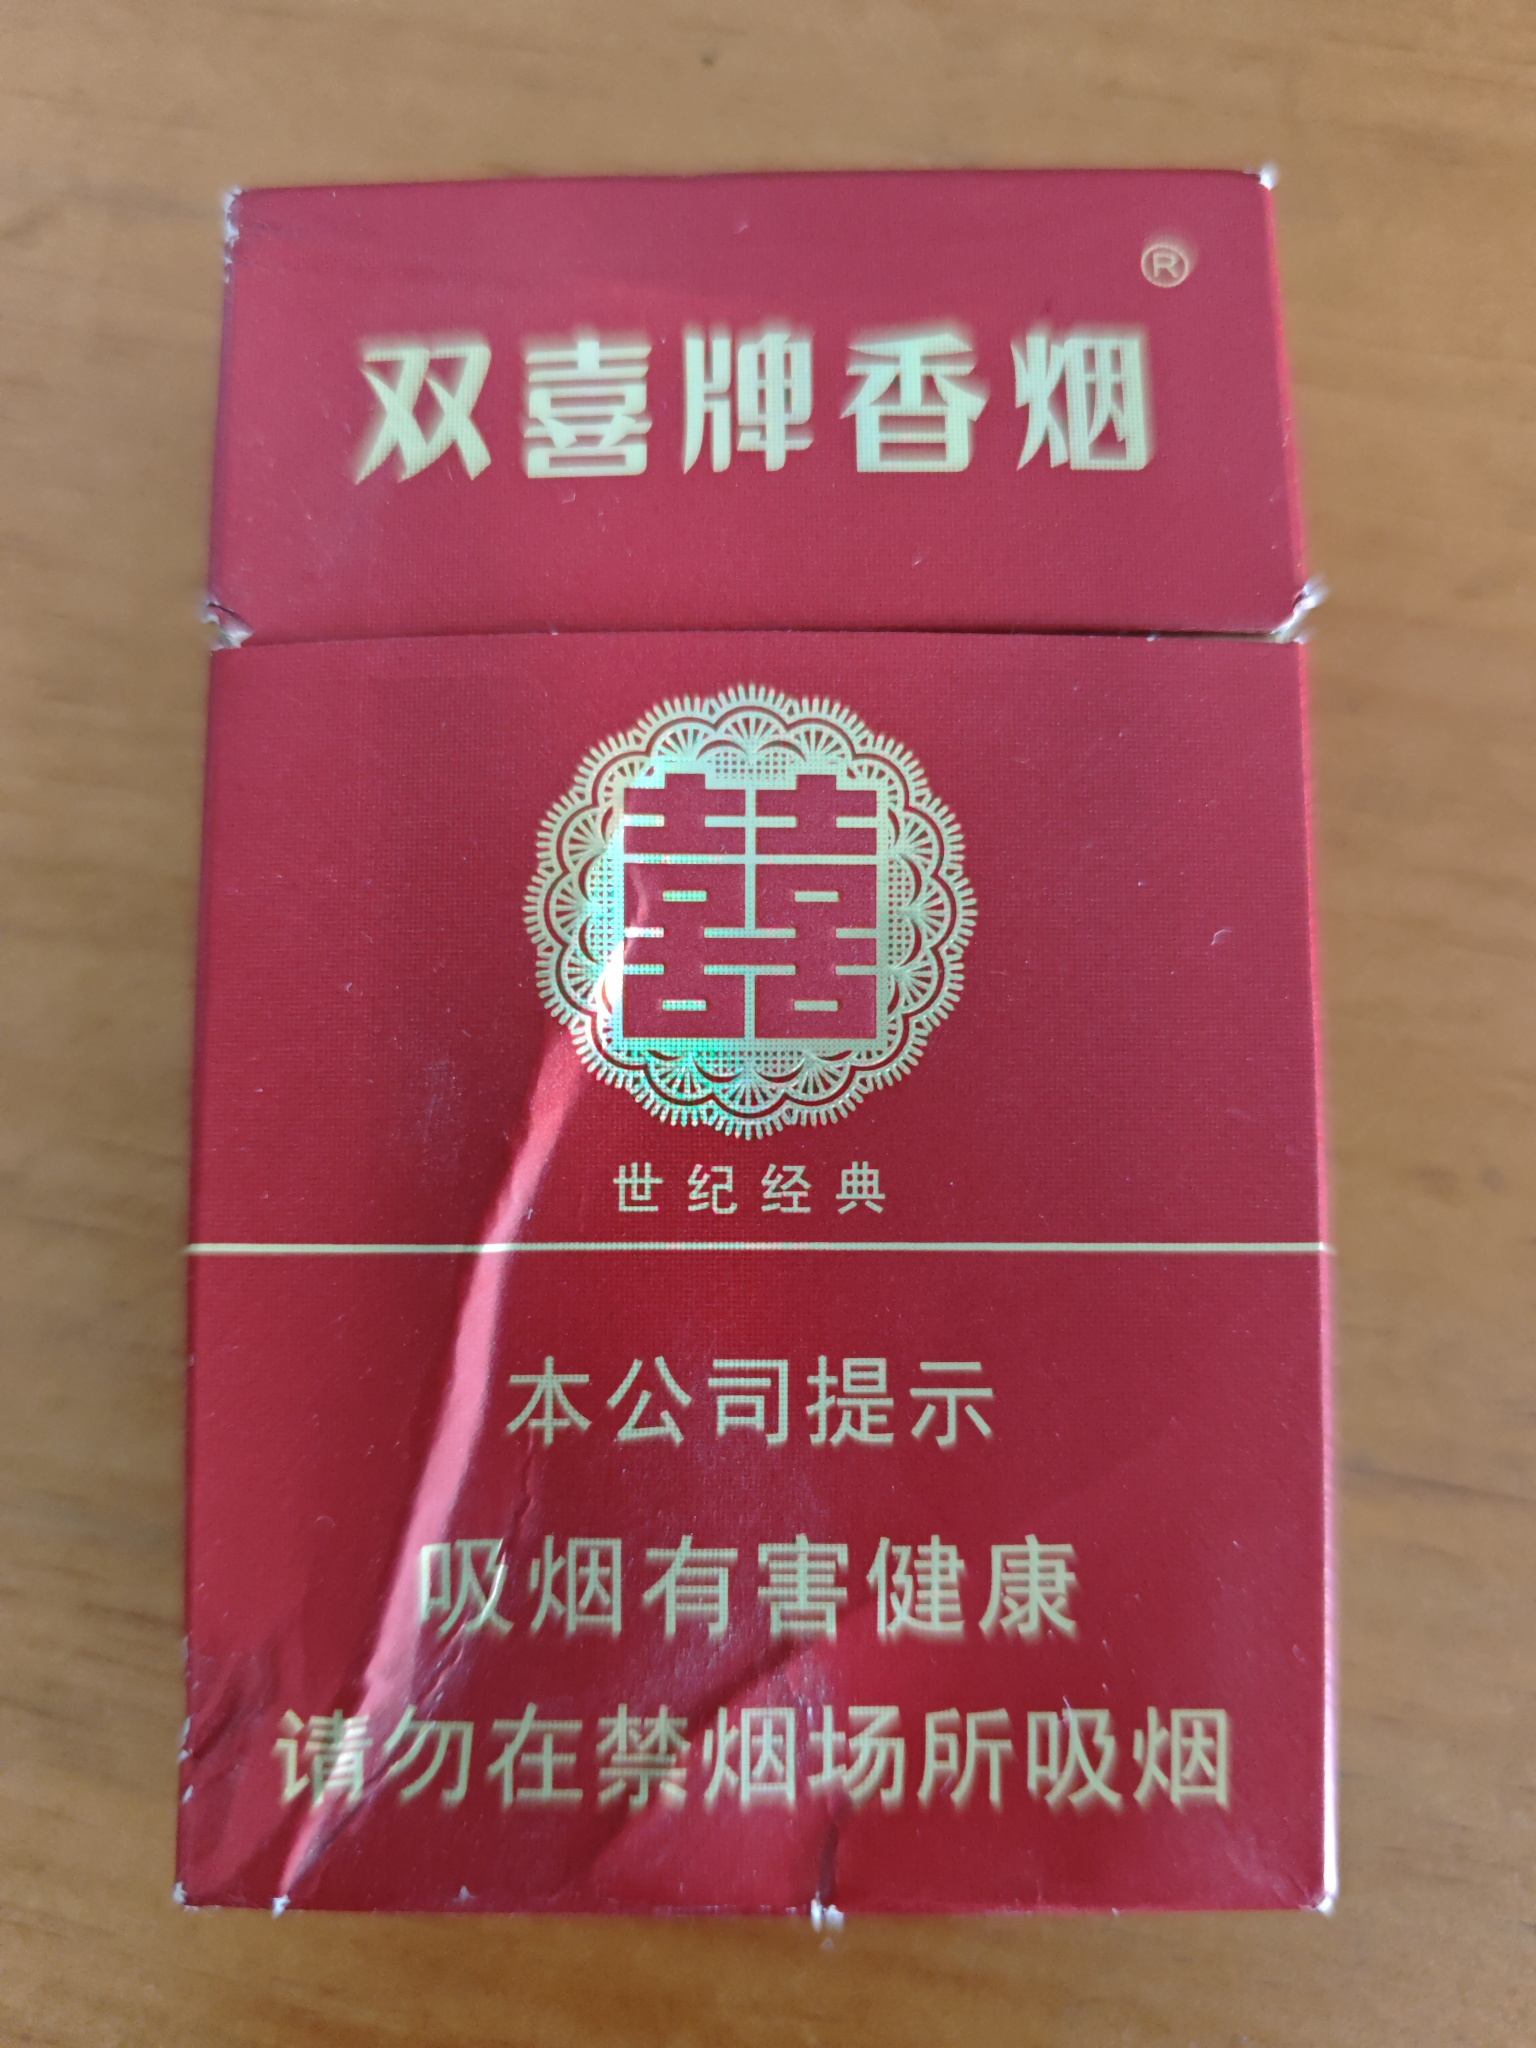 ®
双喜牌香烟
囍
世纪经典
本公司提示
吸烟有害健康
请勿在禁烟场所吸烟